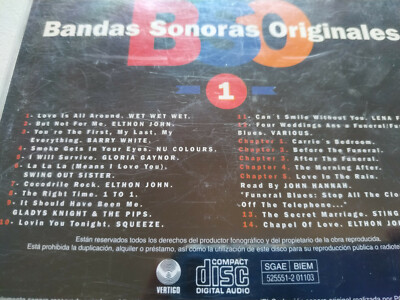 BSO
Bandas Sonoras Originales
1
1- Love Is All Around. WET WET WET.
2- But Not For Me. ELTHON JOHN.
3- You're The First, My Last, My
Everything. BARRY WHITE.
4- Smoke Gets In Your Eyes. NU COLOURS.
5- I Will Survive. GLORIA GAYNOR.
6- La La La (Means I Love You).
SWING OUT SISTER.
7- Cocodrile Rock. ELTHON JOHN.
8- The Right Time. 1 TO 1.
9- It Should Have Been Me.
GLADYS KNIGHT & THE PIPS.
10- Lovin You Tonight. SQUEEZE.
11- Can't Smile Without You. LENA F
12- Four Weddings Ana e Funeral/Fu
Blues. VARIOUS.
Chapter 1. Carrie's Bedroom.
Chapter 2. Before The Funeral.
Chapter 3. After The Funeral.
Chapter 4. The Morning After.
Chapter 5. Love In The Rain.
Read By JOHN HANNAH.
"Funeral Blues: Stop All The Clo
Off The Telephone..."
13. The Secret Marriage. STING
14. Chapel Of Love. ELTHON JO
Están reservados todos los derechos del productor fonográfico y del propietario de la obra reproducida.
Está prohibida la duplicación, alquiler o préstamo, así como la utilización de este disco para su reproducción pública o radiote
VERTIGO
COMPACT
disc
DIGITAL AUDIO
SGAE BIEM
525551-2 01103